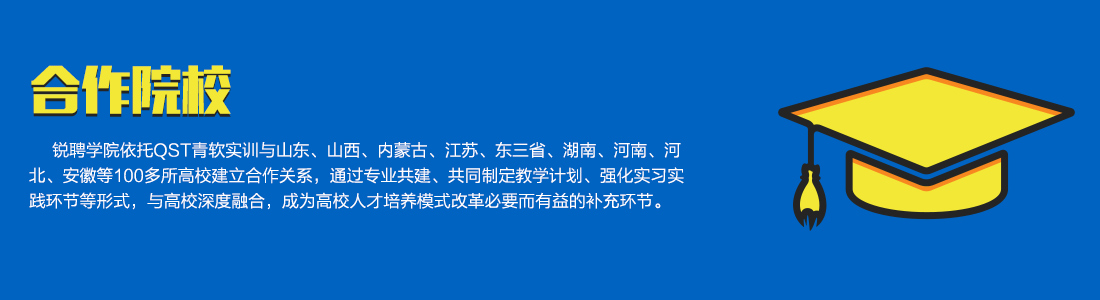 合作院校
锐聘学院依托QST青软实训与山东、山西、内蒙古、江苏、东三省、湖南、河南、河
北、安徽等100多所高校建立合作关系，通过专业共建、共同制定教学计划、强化实习实
践环节等形式，与高校深度融合，成为高校人才培养模式改革必要而有益的补充环节。